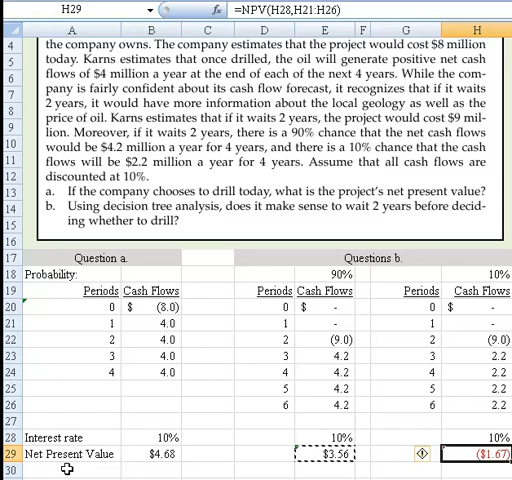 H29 fx =NPV(H28,H21:H26)
A B C D E F G H
4 the company owns. The company estimates that the project would cost $8 million
5 today. Karns estimates that once drilled, the oil will generate positive net cash
6 flows of $4 million a year at the end of each of the next 4 years. While the com-
7 pany is fairly confident about its cash flow forecast, it recognizes that if it waits
8 2 years, it would have more information about the local geology as well as the
9 price of oil. Karns estimates that if it waits 2 years, the project would cost $9 mil-
10 lion. Moreover, if it waits 2 years, there is a 90% chance that the net cash flows
11 would be $4.2 million a year for 4 years, and there is a 10% chance that the cash
12 flows will be $2.2 million a year for 4 years. Assume that all cash flows are
discounted at 10%.
13 a. If the company chooses to drill today, what is the project's net present value?
14 b. Using decision tree analysis, does it make sense to wait 2 years before decid-
15 ing whether to drill?
16
17 Question a. Questions b.
18 Probability: 90% 10%
19 Periods Cash Flows Periods Cash Flows Periods Cash Flows
20 0 $ (8.0) 0 $ - 0 $ -
21 1 4.0 1 - 1 -
22 2 4.0 2 (9.0) 2 (9.0)
23 3 4.0 3 4.2 3 2.2
24 4 4.0 4 4.2 4 2.2
25 5 4.2 5 2.2
26 6 4.2 6 2.2
27
28 Interest rate 10% 10% 10%
29 Net Present Value $4.68 $3.56 ($1.67)
30